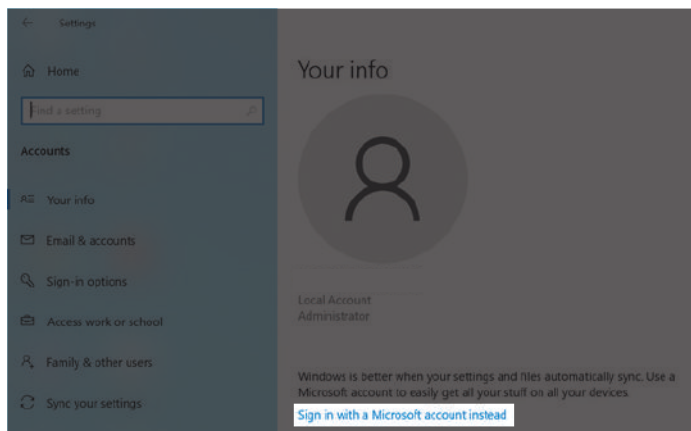 Settings
Home
Find a setting
Accounts
Your info
Email & accounts
Sign-in options
Access work or school
Family & other users
Sync your settings
Your info
Local Account
Administrator
Windows is better when your settings and files automatically sync. Use a
Microsoft account to easily get all your stuff on all your devices
Sign in with a Microsoft account instead